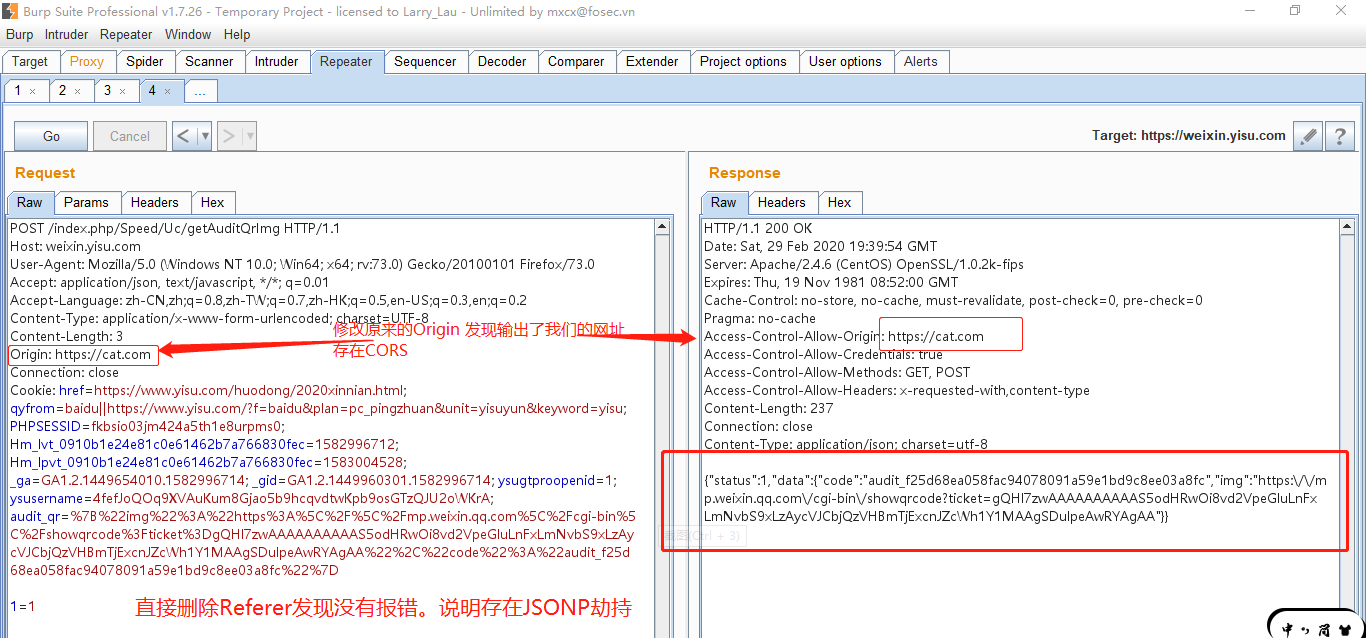 Burp Suite Professional v1.7.26 - Temporary Project - licensed to Larry_Lau - Unlimited by mxcx@fosec.vn
Burp Intruder Repeater Window Help
Target Proxy Spider Scanner Intruder Repeater Sequencer Decoder Comparer Extender Project options User options Alerts
1 × 2 × 3 × 4 × ...
Go Cancel < > Target: https://weixin.yisu.com ?
Request
Raw Params Headers Hex
POST /index.php/Speed/Uc/getAuditQrImg HTTP/1.1
Host: weixin.yisu.com
User-Agent: Mozilla/5.0 (Windows NT 10.0; Win64; x64; rv:73.0) Gecko/20100101 Firefox/73.0
Accept: application/json, text/javascript, */*; q=0.01
Accept-Language: zh-CN,zh;q=0.8,zh-TW;q=0.7,zh-HK;q=0.5,en-US;q=0.3,en;q=0.2
Content-Type: application/x-www-form-urlencoded; charset=UTF-8
Content-Length: 3
Origin: https://cat.com
Connection: close
Cookie: href=https://www.yisu.com/huodong/2020xinnian.html;
qyfrom=baidu||https://www.yisu.com/?f=baidu&plan=pc_pingzhuan&unit=yisuyun&keyword=yisu;
PHPSESSID=fkbsio03jm424a5th1e8urpms0;
Hm_lvt_0910b1e24e81c0e61462b7a766830fec=1582996712;
Hm_lpvt_0910b1e24e81c0e61462b7a766830fec=1583004528;
_ga=GA1.2.1449654010.1582996714; _gid=GA1.2.1449960301.1582996714; ysugtproopenid=1;
ysusername=4fefJoQOq9XVAuKum8Gjao5b9hcqvdtwKpb9osGTzQJU2oWKrA;
audit_qr=%7B%22img%22%3A%22https%3A%5C%2F%5C%2Fmp.weixin.qq.com%5C%2Fcgi-bin%5
C%2Fshowqrcode%3Fticket%3DgQHI7zwAAAAAAAAAAS5odHRwOi8vd2VpeGluLnFxLmNvbS9xLzAy
cVJCbjQzVHBmTjExcnJZcWh1Y1MAAgSDulpeAwRYAgAA%22%2C%22code%22%3A%22audit_f25d
68ea058fac94078091a59e1bd9c8ee03a8fc%22%7D
1=1
修改原来的Origin 发现输出了我们的网址
存在CORS
直接删除Referer发现没有报错。说明存在JSONP劫持
Response
Raw Headers Hex
HTTP/1.1 200 OK
Date: Sat, 29 Feb 2020 19:39:54 GMT
Server: Apache/2.4.6 (CentOS) OpenSSL/1.0.2k-fips
Expires: Thu, 19 Nov 1981 08:52:00 GMT
Cache-Control: no-store, no-cache, must-revalidate, post-check=0, pre-check=0
Pragma: no-cache
Access-Control-Allow-Origin: https://cat.com
Access-Control-Allow-Credentials: true
Access-Control-Allow-Methods: GET, POST
Access-Control-Allow-Headers: x-requested-with,content-type
Content-Length: 237
Connection: close
Content-Type: application/json; charset=utf-8
{"status":1,"data":{"code":"audit_f25d68ea058fac94078091a59e1bd9c8ee03a8fc","img":"https:\/\/m
p.weixin.qq.com\/cgi-bin\/showqrcode?ticket=gQHI7zwAAAAAAAAAAS5odHRwOi8vd2VpeGluLnFx
LmNvbS9xLzAycVJCbjQzVHBmTjExcnJZcWh1Y1MAAgSDulpeAwRYAgAA"}}
(Ctrl + 3)
中